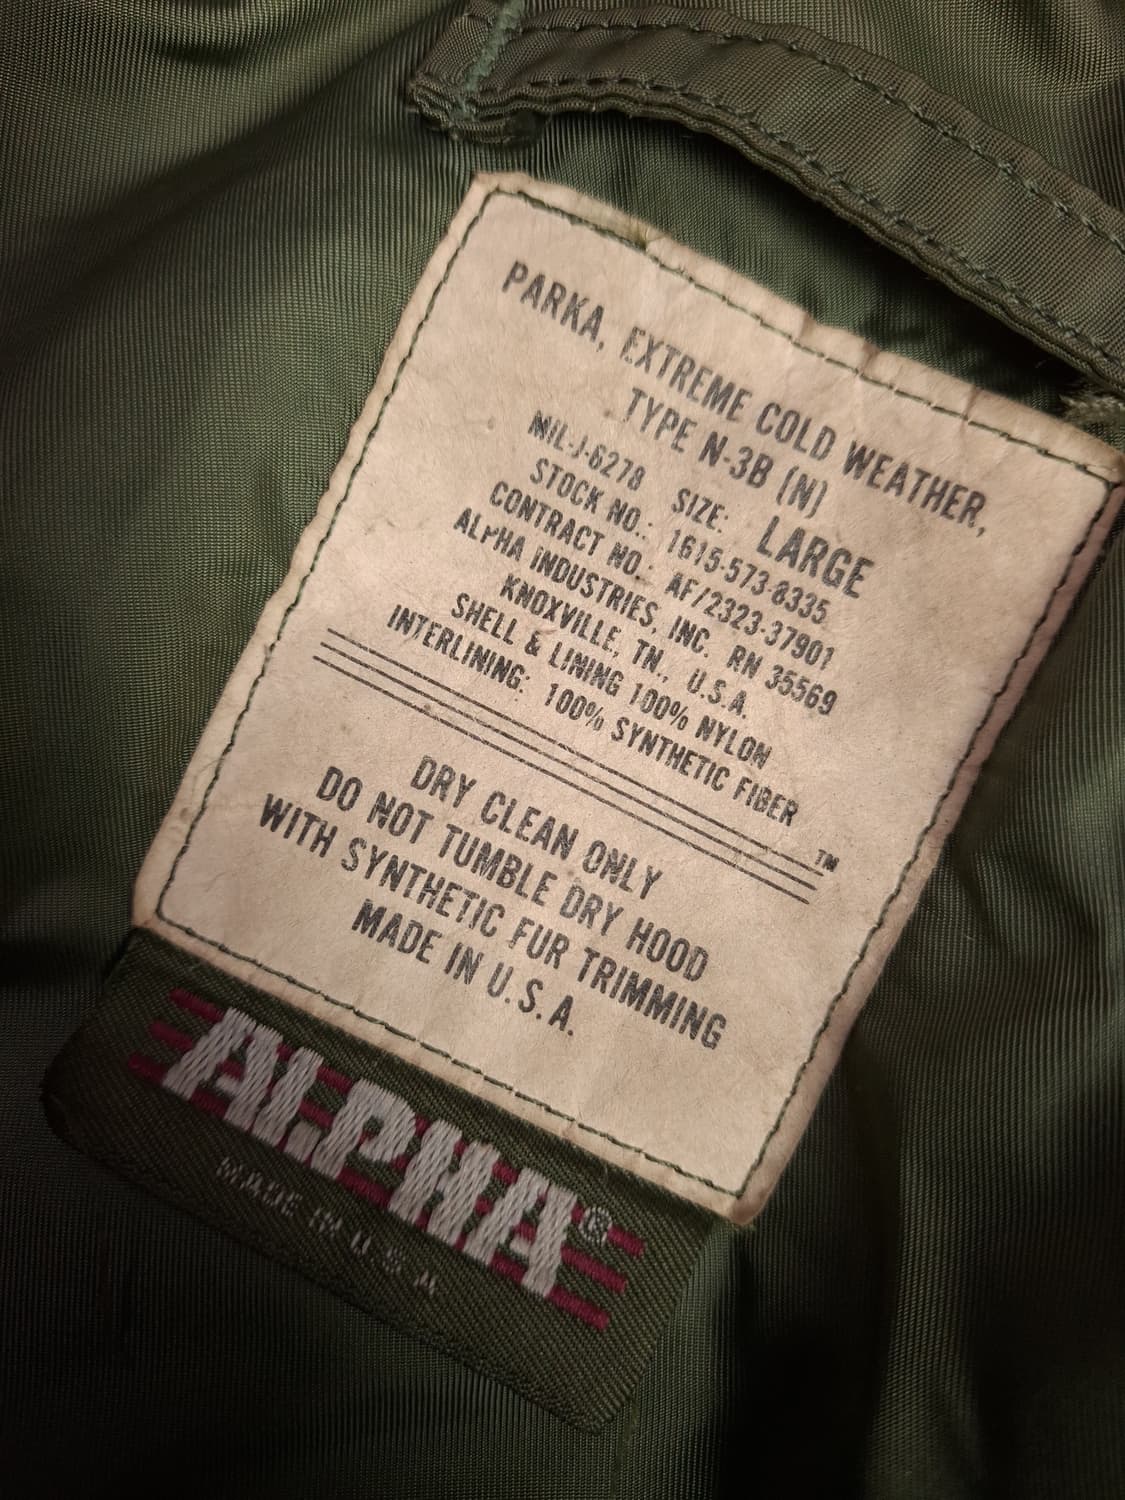 PARKA, EXTREME COLD WEATHER,
TYPE N-3B (N)
MIL-J-6278 SIZE: LARGE
STOCK NO.: 1615-573-8335
CONTRACT NO.: AF/2323-37901
ALPHA INDUSTRIES, INC. RN 35569
KNOXVILLE, TN., U.S.A.
SHELL & LINING 100% NYLON
INTERLINING: 100% SYNTHETIC FIBER
TM
DRY CLEAN ONLY
DO NOT TUMBLE DRY HOOD
WITH SYNTHETIC FUR TRIMMING
MADE IN U.S.A.
ALPHA®
MADE IN U S A